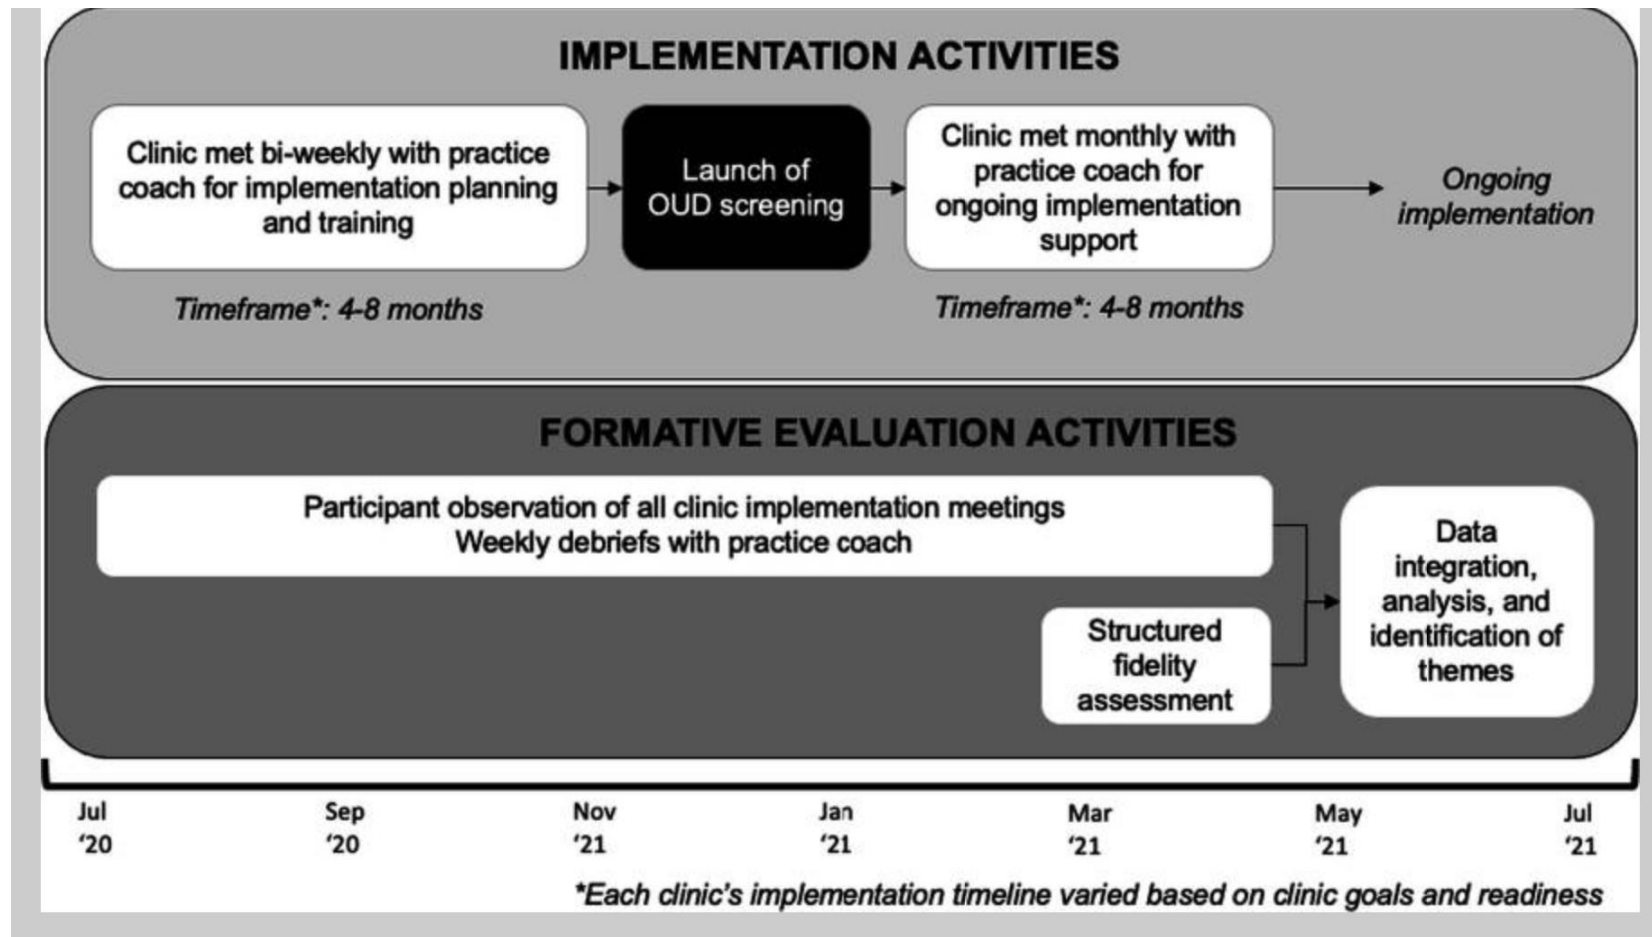 IMPLEMENTATION ACTIVITIES
Clinic met bi-weekly with practice
coach for implementation planning
and training
Launch of
OUD screening
Clinic met monthly with
practice coach for
ongoing implementation
support
Ongoing
implementation
Timeframe*: 4-8 months
Timeframe*: 4-8 months
FORMATIVE EVALUATION ACTIVITIES
Participant observation of all clinic implementation meetings
Weekly debriefs with practice coach
Structured
fidelity
assessment
Data
integration,
analysis, and
identification of
themes
Jul
‘20
Sep
‘20
Nov
‘21
Jan
‘21
Mar
‘21
May
‘21
Jul
‘21
*Each clinic’s implementation timeline varied based on clinic goals and readiness